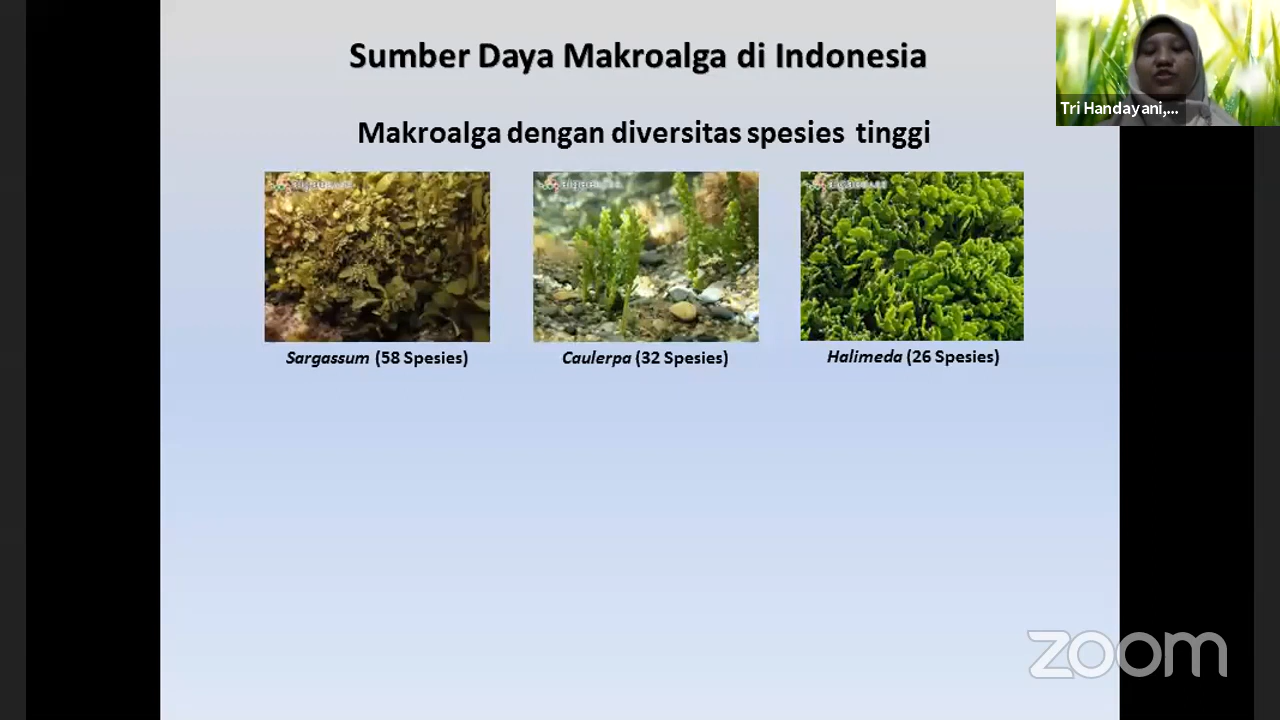 Sumber Daya Makroalga di Indonesia
Tri Handayani,...
Makroalga dengan diversitas spesies tinggi
Sargassum (58 Spesies)
Caulerpa (32 Spesies)
Halimeda (26 Spesies)
zoom